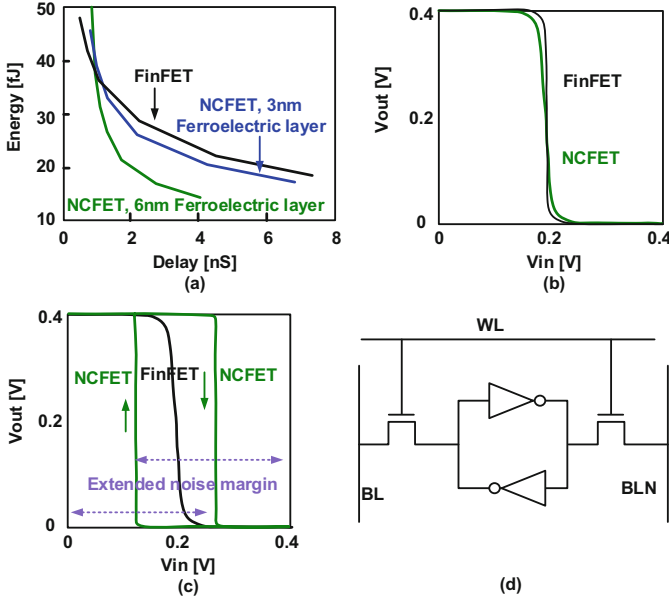 50
40
30
20
10
Energy [fJ]
FinFET
NCFET, 3nm
Ferroelectric layer
NCFET, 6nm Ferroelectric layer
0
2
4
6
8
Delay [nS]
(a)
0.4
0.2
0
Vout [V]
FinFET
NCFET
0
0.2
0.4
Vin [V]
(b)
0.4
0.2
0
Vout [V]
NCFET
FinFET
NCFET
Extended noise margin
0
0.2
0.4
Vin [V]
(c)
WL
BL
BLN
(d)